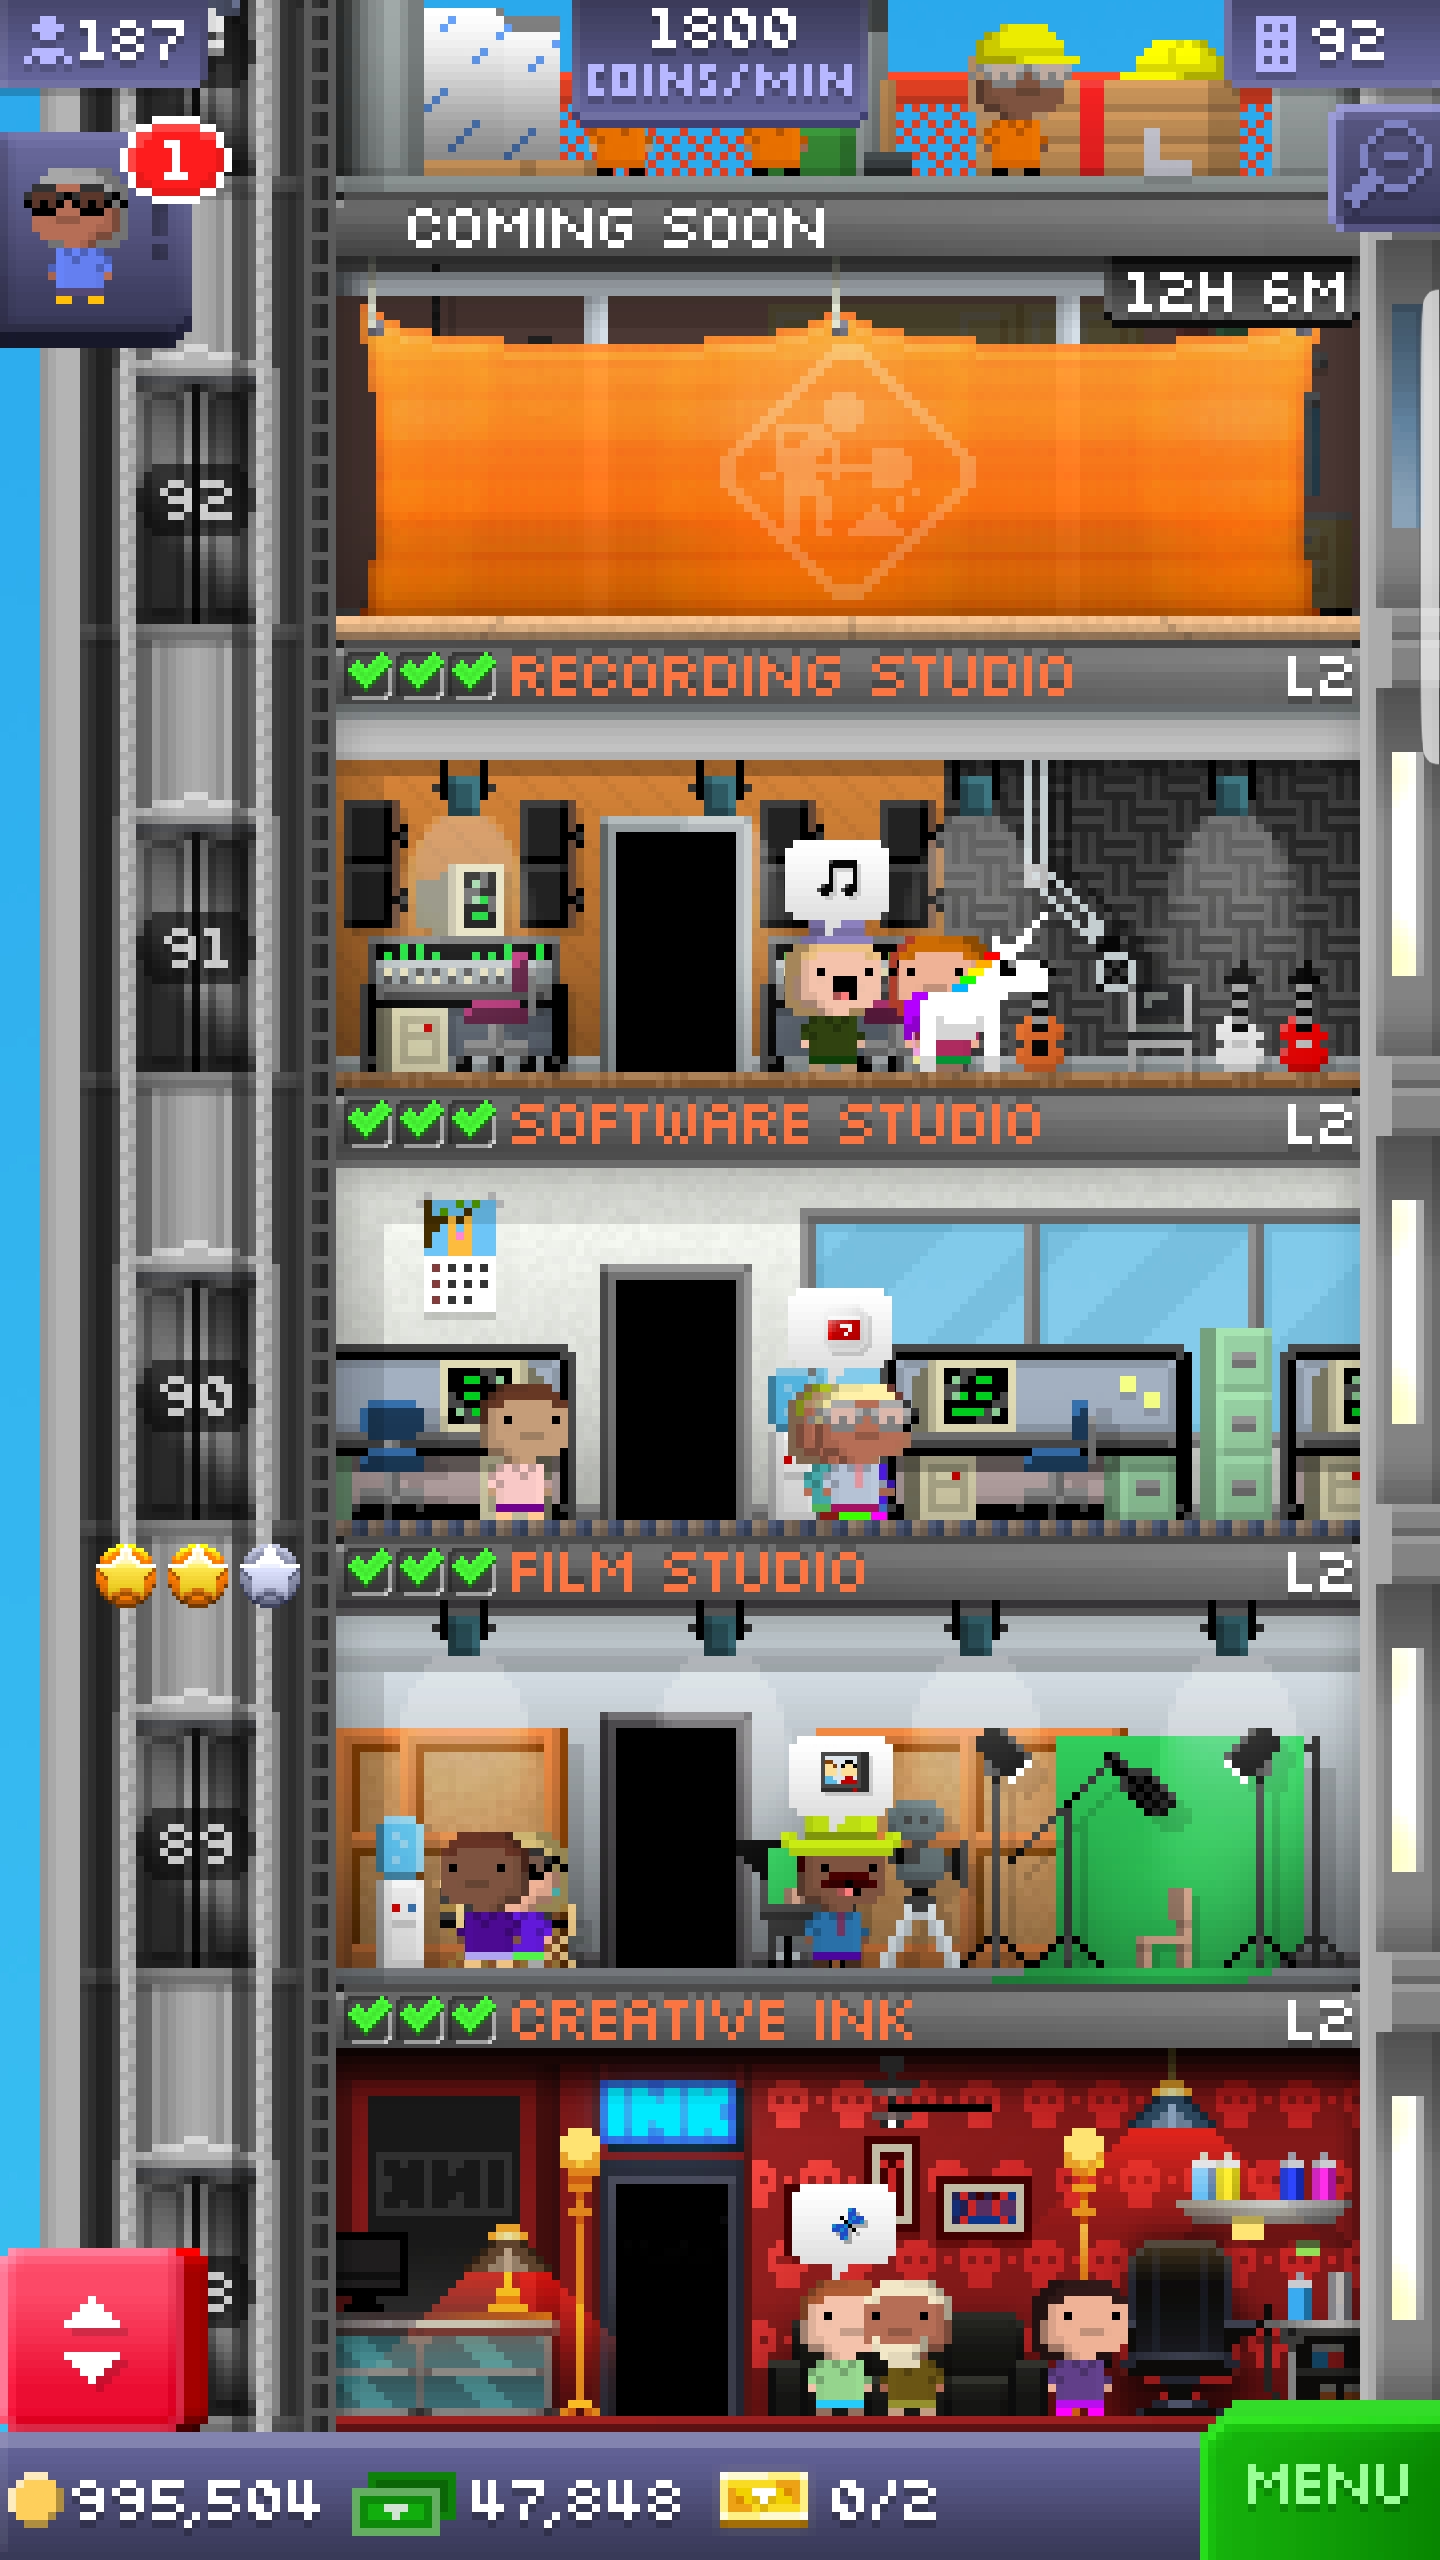 187
1800
COINS/MIN
92
1
COMING SOON
12H 6M
92
RECORDING STUDIO L2
91
SOFTWARE STUDIO L2
90
FILM STUDIO L2
89
CREATIVE INK L2
INK
INK
995,504 47,848 0/2
MENU